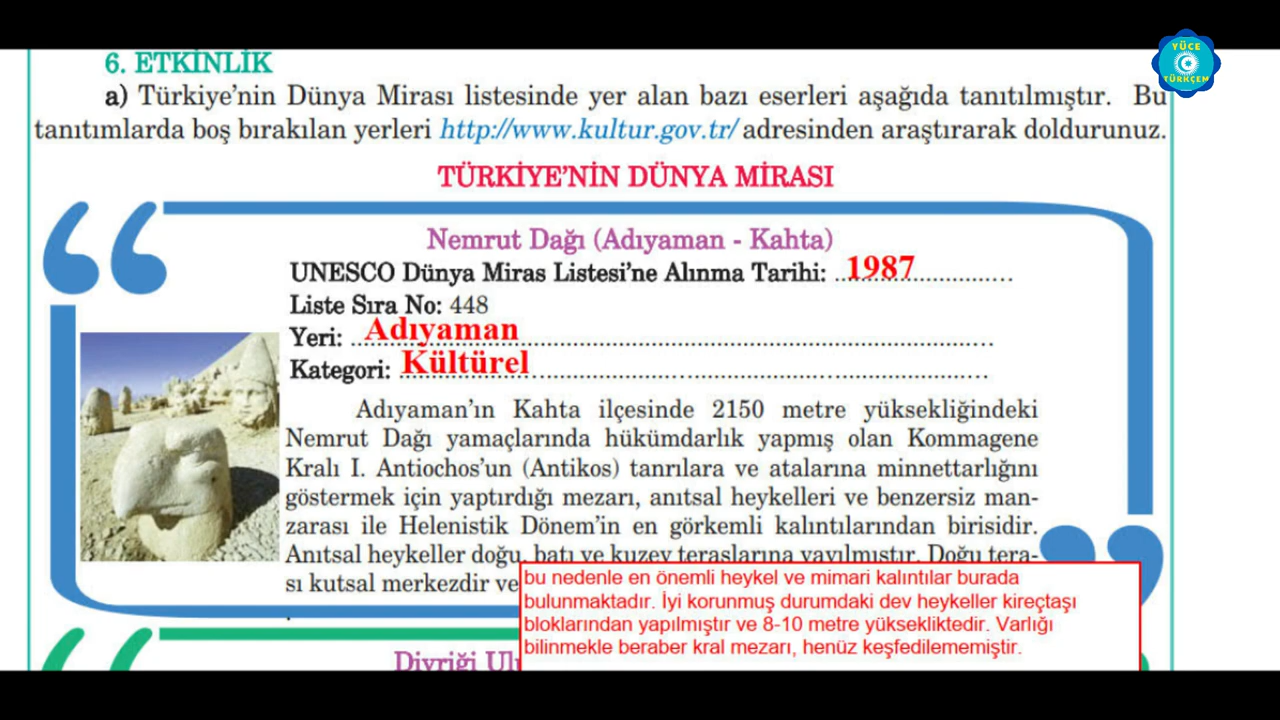 YÜCE
TÜRKÇEM
6. ETKİNLİK
a) Türkiye’nin Dünya Mirası listesinde yer alan bazı eserleri aşağıda tanıtılmıştır. Bu
tanıtımlarda boş bırakılan yerleri http://www.kultur.gov.tr/ adresinden araştırarak doldurunuz.
TÜRKİYE’NİN DÜNYA MİRASI
Nemrut Dağı (Adıyaman - Kahta)
UNESCO Dünya Miras Listesi’ne Alınma Tarihi: 1987
Liste Sıra No: 448
Yeri: Adıyaman
Kategori: Kültürel
Adıyaman’ın Kahta ilçesinde 2150 metre yüksekliğindeki
Nemrut Dağı yamaçlarında hükümdarlık yapmış olan Kommagene
Kralı I. Antiochos’un (Antikos) tanrılara ve atalarına minnettarlığını
göstermek için yaptırdığı mezarı, anıtsal heykelleri ve benzersiz man-
zarası ile Helenistik Dönem’in en görkemli kalıntılarından birisidir.
Anıtsal heykeller doğu, batı ve kuzey teraslarına yayılmıştır. Doğu tera-
sı kutsal merkezdir ve
bu nedenle en önemli heykel ve mimari kalıntılar burada
bulunmaktadır. İyi korunmuş durumdaki dev heykeller kireçtaşı
bloklarından yapılmıştır ve 8-10 metre yüksekliktedir. Varlığı
bilinmekle beraber kral mezarı, henüz keşfedilememiştir.
Divriği Ulu